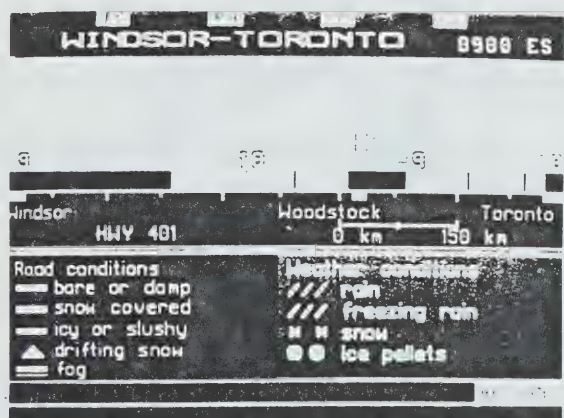 WINDSOR-TORONTO 0900 ES
Windsor Woodstock Toronto
HWY 401 0 km 150 km
Road conditions Weather conditions
bare or damp rain
snow covered freezing rain
icy or slushy snow
drifting snow ice pellets
fog